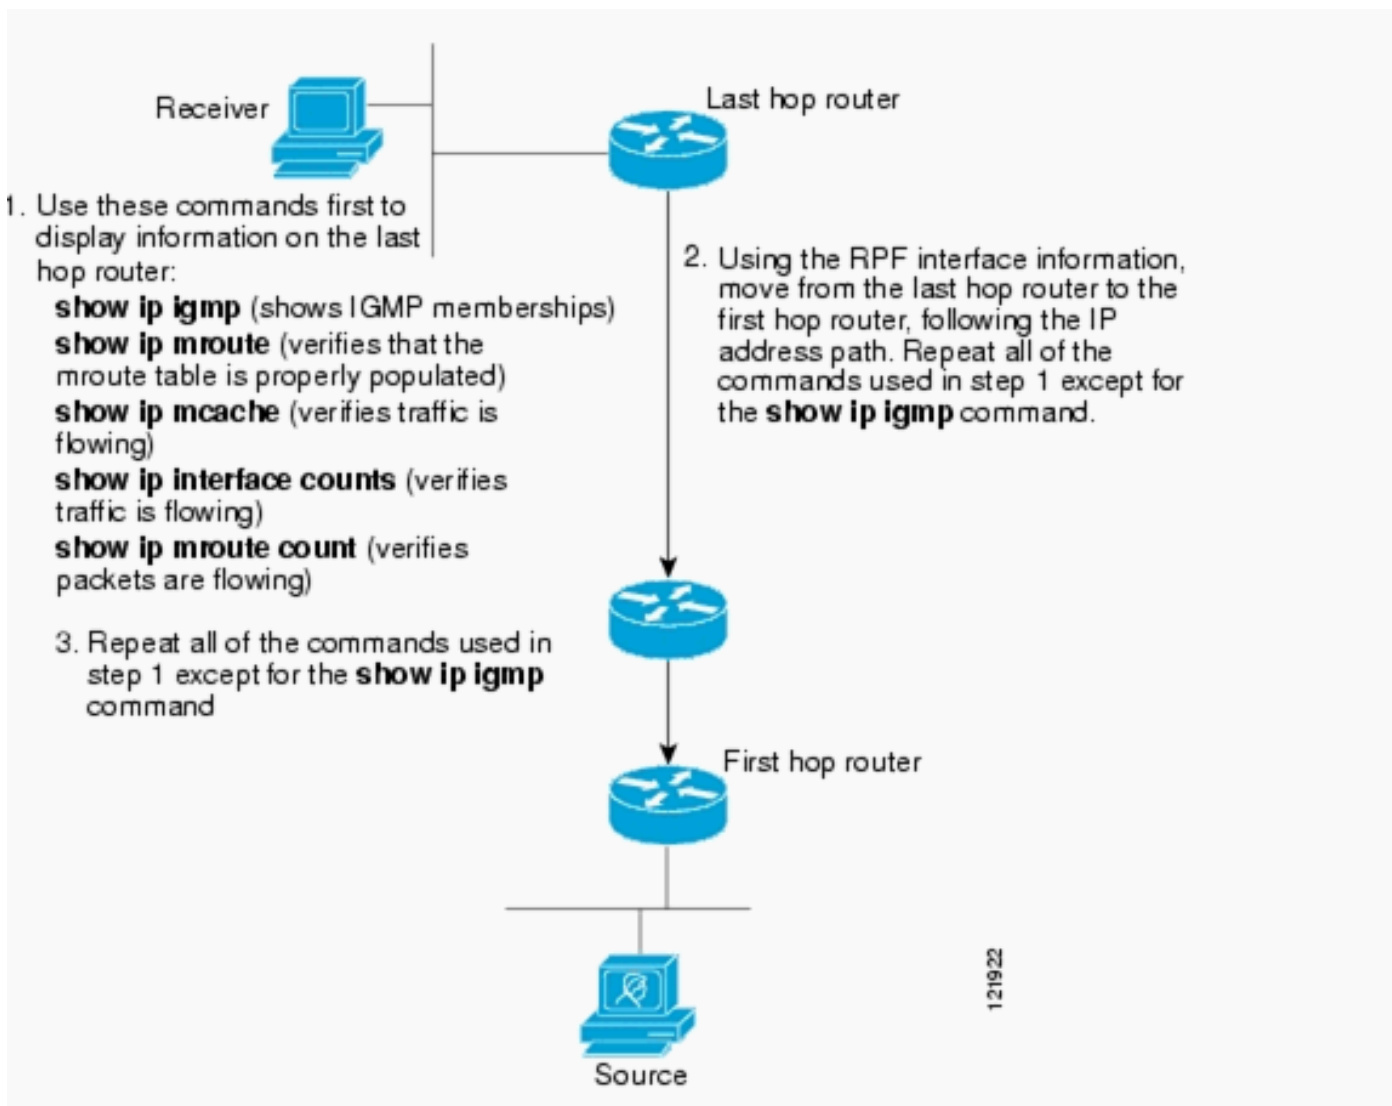 Receiver
Last hop router
1. Use these commands first to
display information on the last
hop router:
show ip igmp (shows IGMP memberships)
show ip mroute (verifies that the
mroute table is properly populated)
show ip mcache (verifies traffic is
flowing)
show ip interface counts (verifies
traffic is flowing)
show ip mroute count (verifies
packets are flowing)
2. Using the RPF interface information,
move from the last hop router to the
first hop router, following the IP
address path. Repeat all of the
commands used in step 1 except for
the show ip igmp command.
3. Repeat all of the commands used in
step 1 except for the show ip igmp
command
First hop router
121922
Source